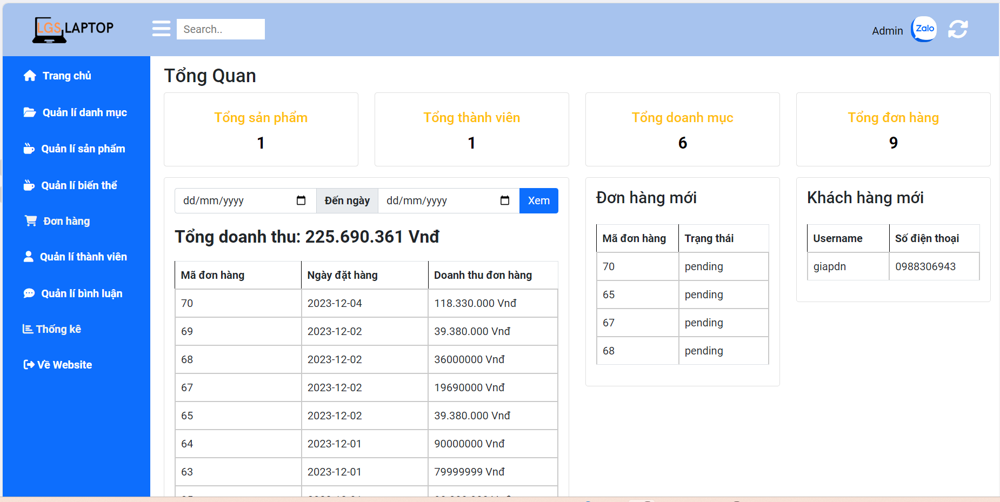 LGS LAPTOP
Search..
Admin
Zalo
Trang chủ
Quản lí danh mục
Quản lí sản phẩm
Quản lí biến thể
Đơn hàng
Quản lí thành viên
Quản lí bình luận
Thống kê
Về Website
Tổng Quan
Tổng sản phẩm
1
Tổng thành viên
1
Tổng doanh mục
6
Tổng đơn hàng
9
dd/mm/yyyy Đến ngày dd/mm/yyyy Xem
Tổng doanh thu: 225.690.361 Vnđ
Mã đơn hàng Ngày đặt hàng Doanh thu đơn hàng
70 2023-12-04 118.330.000 Vnđ
69 2023-12-02 39.380.000 Vnđ
68 2023-12-02 36000000 Vnđ
67 2023-12-02 19690000 Vnđ
65 2023-12-02 39.380.000 Vnđ
64 2023-12-01 90000000 Vnđ
63 2023-12-01 79999999 Vnđ
Đơn hàng mới
Mã đơn hàng Trạng thái
70 pending
65 pending
67 pending
68 pending
Khách hàng mới
Username Số điện thoại
giapdn 0988306943